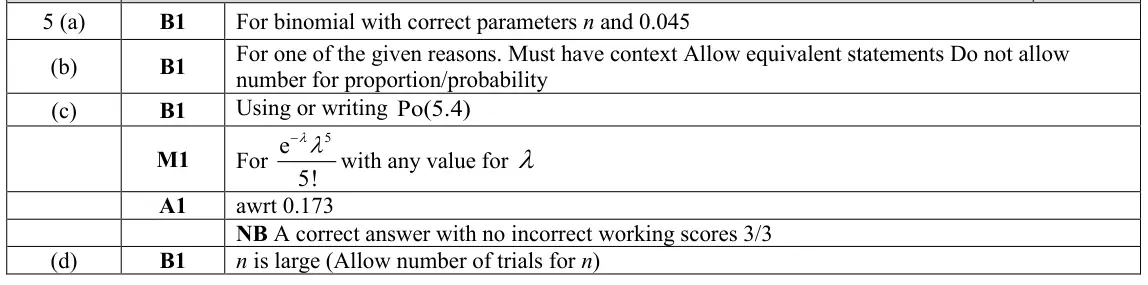 5 (a) B1 For binomial with correct parameters n and 0.045
For one of the given reasons. Must have context Allow equivalent statements Do not allow
(b) B1
number for proportion/probability
(c) B1 Using or writing Po(5.4)
M1 For e^{−λ}λ^5/5! with any value for λ
A1 awrt 0.173
NB A correct answer with no incorrect working scores 3/3
(d) B1 n is large (Allow number of trials for n)